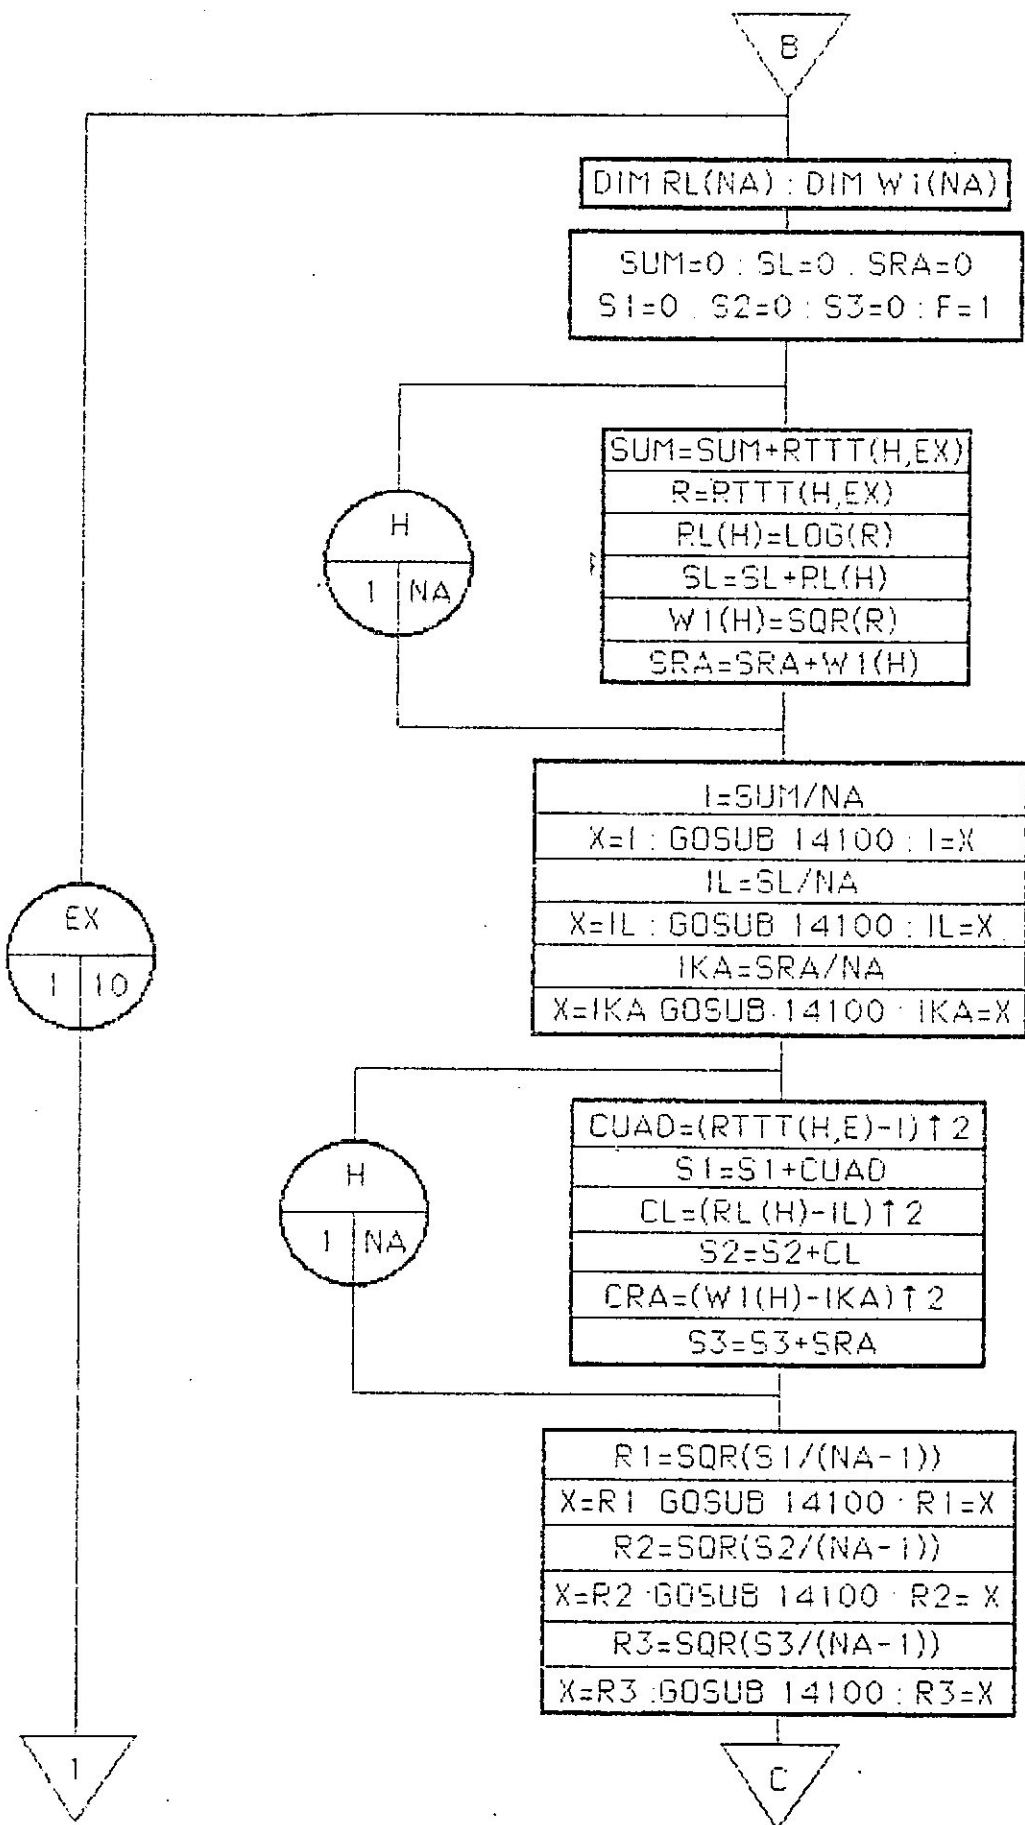 B
DIM RL(NA) : DIM W1(NA)
SUM=0 : SL=0 . SRA=0
S1=0 . S2=0 : S3=0 : F=1
SUM=SUM+RTTT(H,EX)
R=RTTT(H,EX)
RL(H)=LOG(R)
SL=SL+RL(H)
W1(H)=SQR(R)
SRA=SRA+W1(H)
H
1 NA
I=SUM/NA
X=I : GOSUB 14100 : I=X
IL=SL/NA
X=IL : GOSUB 14100 : IL=X
IKA=SRA/NA
X=IKA GOSUB 14100 : IKA=X
EX
1 10
CUAD=(RTTT(H,E)-I)↑2
S1=S1+CUAD
CL=(RL(H)-IL)↑2
S2=S2+CL
CRA=(W1(H)-IKA)↑2
S3=S3+SRA
H
1 NA
R1=SQR(S1/(NA-1))
X=R1 GOSUB 14100 : R1=X
R2=SQR(S2/(NA-1))
X=R2 :GOSUB 14100 : R2= X
R3=SQR(S3/(NA-1))
X=R3 :GOSUB 14100 : R3=X
1
C